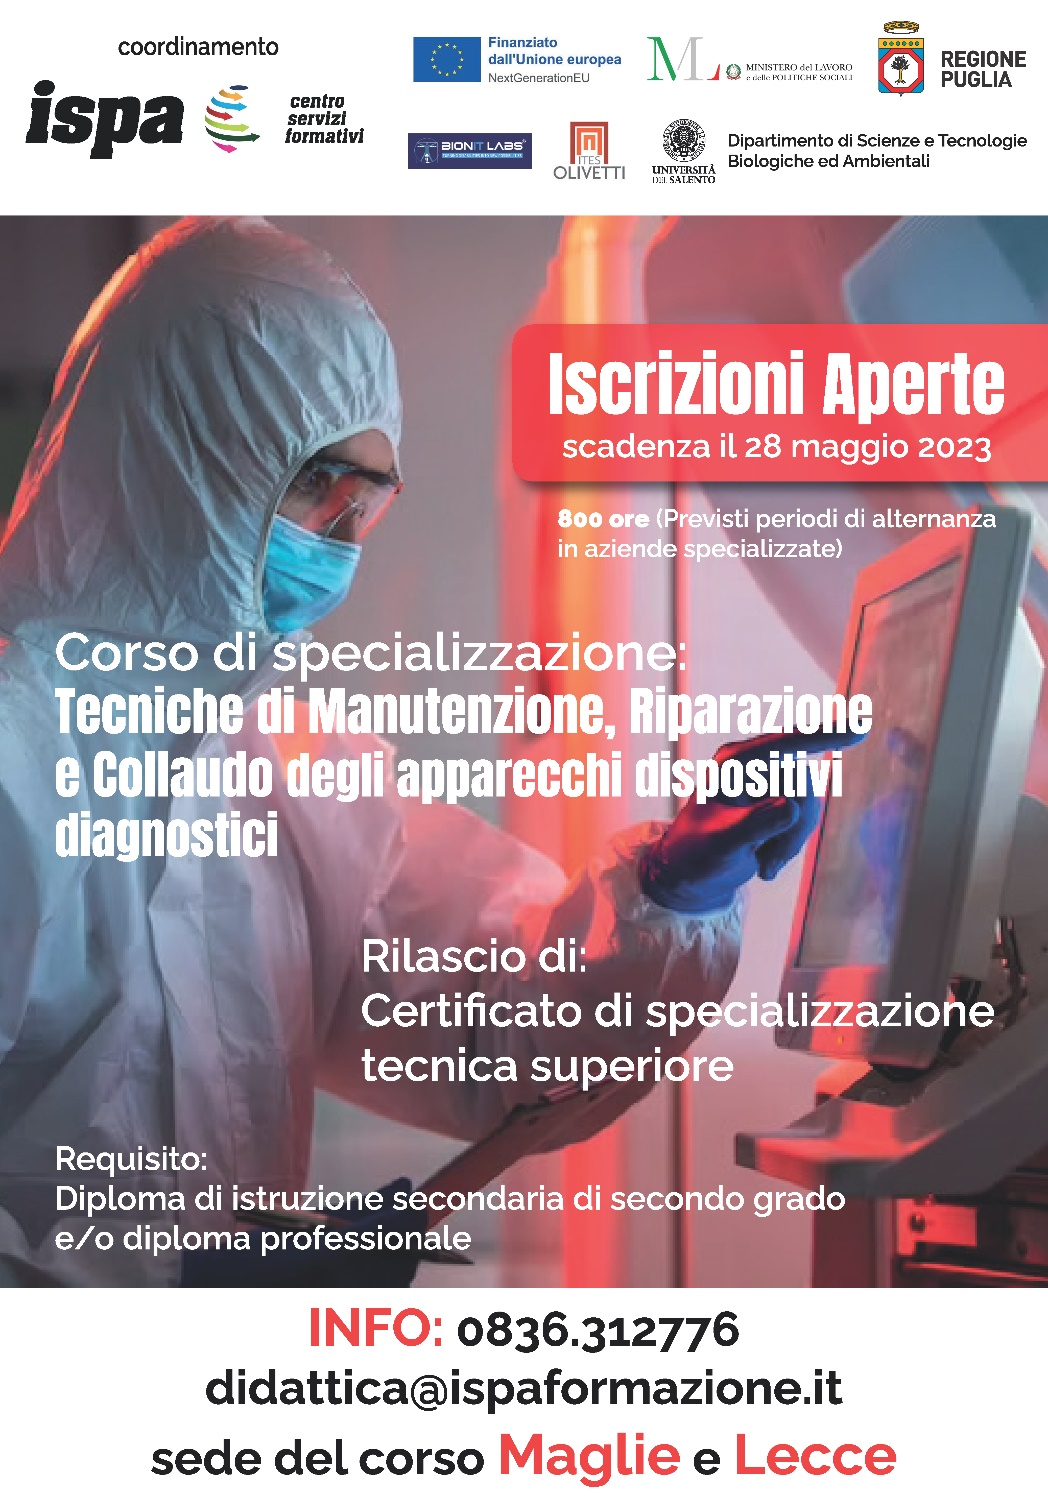 coordinamento
ispa
centro
servizi
formativi
Finanziato
dall'Unione europea
NextGenerationEU
ML
MINISTERO del LAVORO
e delle POLITICHE SOCIALI
REGIONE
PUGLIA
BIONIT LABS
ITES
OLIVETTI
UNIVERSITÀ
DEL SALENTO
Dipartimento di Scienze e Tecnologie
Biologiche ed Ambientali
Iscrizioni Aperte
scadenza il 28 maggio 2023
800 ore (Previsti periodi di alternanza
in aziende specializzate)
Corso di specializzazione:
Tecniche di Manutenzione, Riparazione
e Collaudo degli apparecchi dispositivi
diagnostici
Rilascio di:
Certificato di specializzazione
tecnica superiore
Requisito:
Diploma di istruzione secondaria di secondo grado
e/o diploma professionale
INFO: 0836.312776
didattica@ispaformazione.it
sede del corso Maglie e Lecce